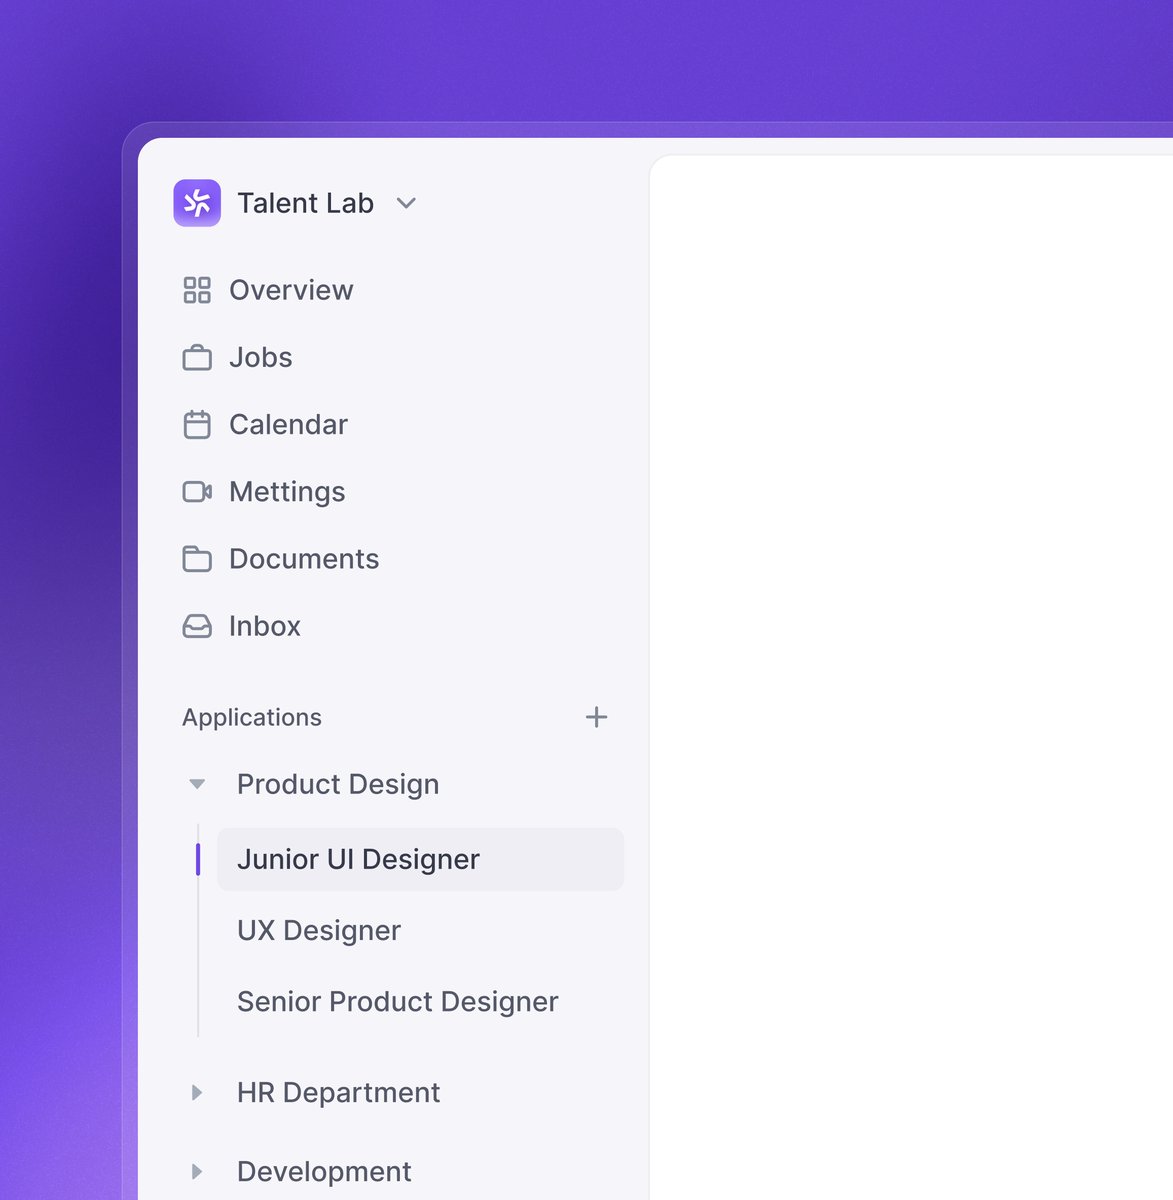 Talent Lab
Overview
Jobs
Calendar
Mettings
Documents
Inbox
Applications
Product Design
Junior UI Designer
UX Designer
Senior Product Designer
HR Department
Development